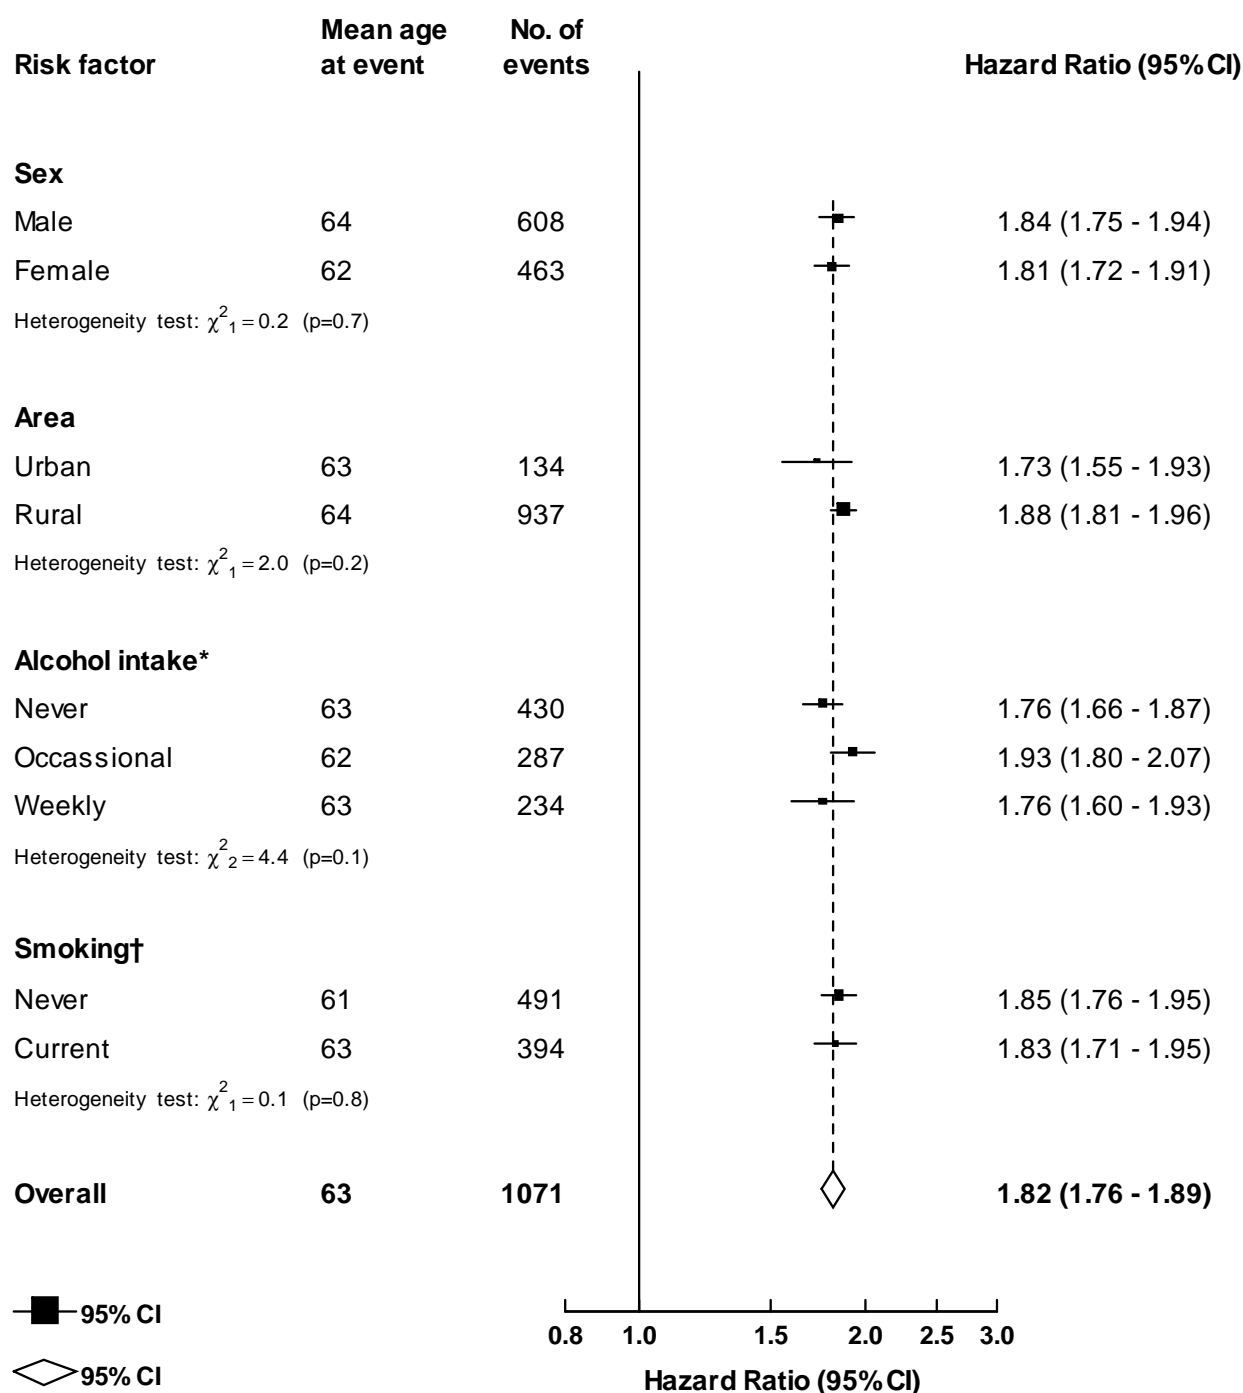 Mean age No. of
Risk factor at event events Hazard Ratio (95%CI)
Sex
Male 64 608 1.84 (1.75 - 1.94)
Female 62 463 1.81 (1.72 - 1.91)
Heterogeneity test: χ²₁ = 0.2 (p=0.7)
Area
Urban 63 134 1.73 (1.55 - 1.93)
Rural 64 937 1.88 (1.81 - 1.96)
Heterogeneity test: χ²₁ = 2.0 (p=0.2)
Alcohol intake*
Never 63 430 1.76 (1.66 - 1.87)
Occassional 62 287 1.93 (1.80 - 2.07)
Weekly 63 234 1.76 (1.60 - 1.93)
Heterogeneity test: χ²₂ = 4.4 (p=0.1)
Smoking†
Never 61 491 1.85 (1.76 - 1.95)
Current 63 394 1.83 (1.71 - 1.95)
Heterogeneity test: χ²₁ = 0.1 (p=0.8)
Overall 63 1071 1.82 (1.76 - 1.89)
95% CI
0.8 1.0 1.5 2.0 2.5 3.0
95% CI
Hazard Ratio (95%CI)